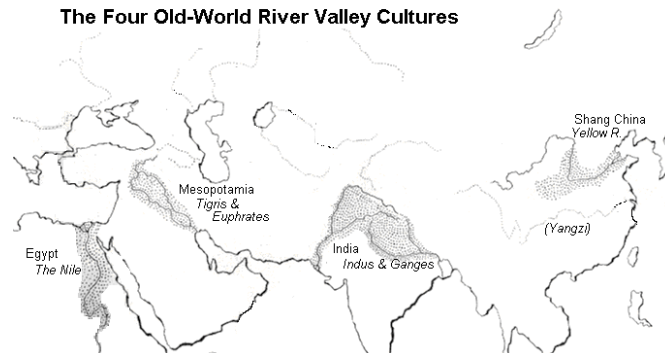 The Four Old-World River Valley Cultures
Shang China
Yellow R.
Mesopotamia
Tigris &
Euphrates
(Yangzi)
Egypt
The Nile
India
Indus & Ganges